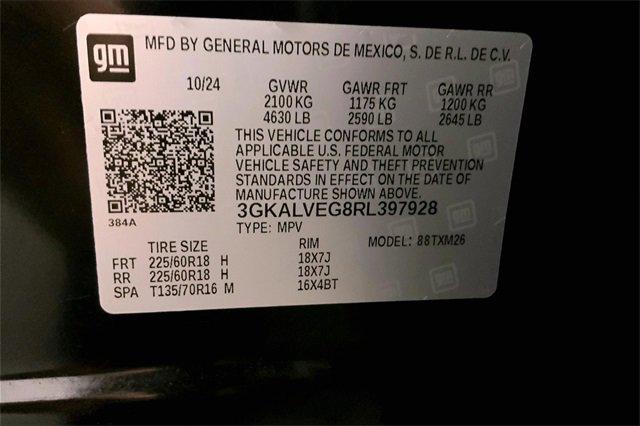 gm
MFD BY GENERAL MOTORS DE MEXICO, S. DE R.L. DE C.V.
10/24 GVWR GAWR FRT GAWR RR
2100 KG 1175 KG 1200 KG
4630 LB 2590 LB 2645 LB
THIS VEHICLE CONFORMS TO ALL
APPLICABLE U.S. FEDERAL MOTOR
VEHICLE SAFETY AND THEFT PREVENTION
STANDARDS IN EFFECT ON THE DATE OF
MANUFACTURE SHOWN ABOVE.
384A
3GKALVEG8RL397928
TYPE: MPV MODEL: 88TXM26
TIRE SIZE RIM
FRT 225/60R18 H 18X7J
RR 225/60R18 H 18X7J
SPA T135/70R16 M 16X4BT